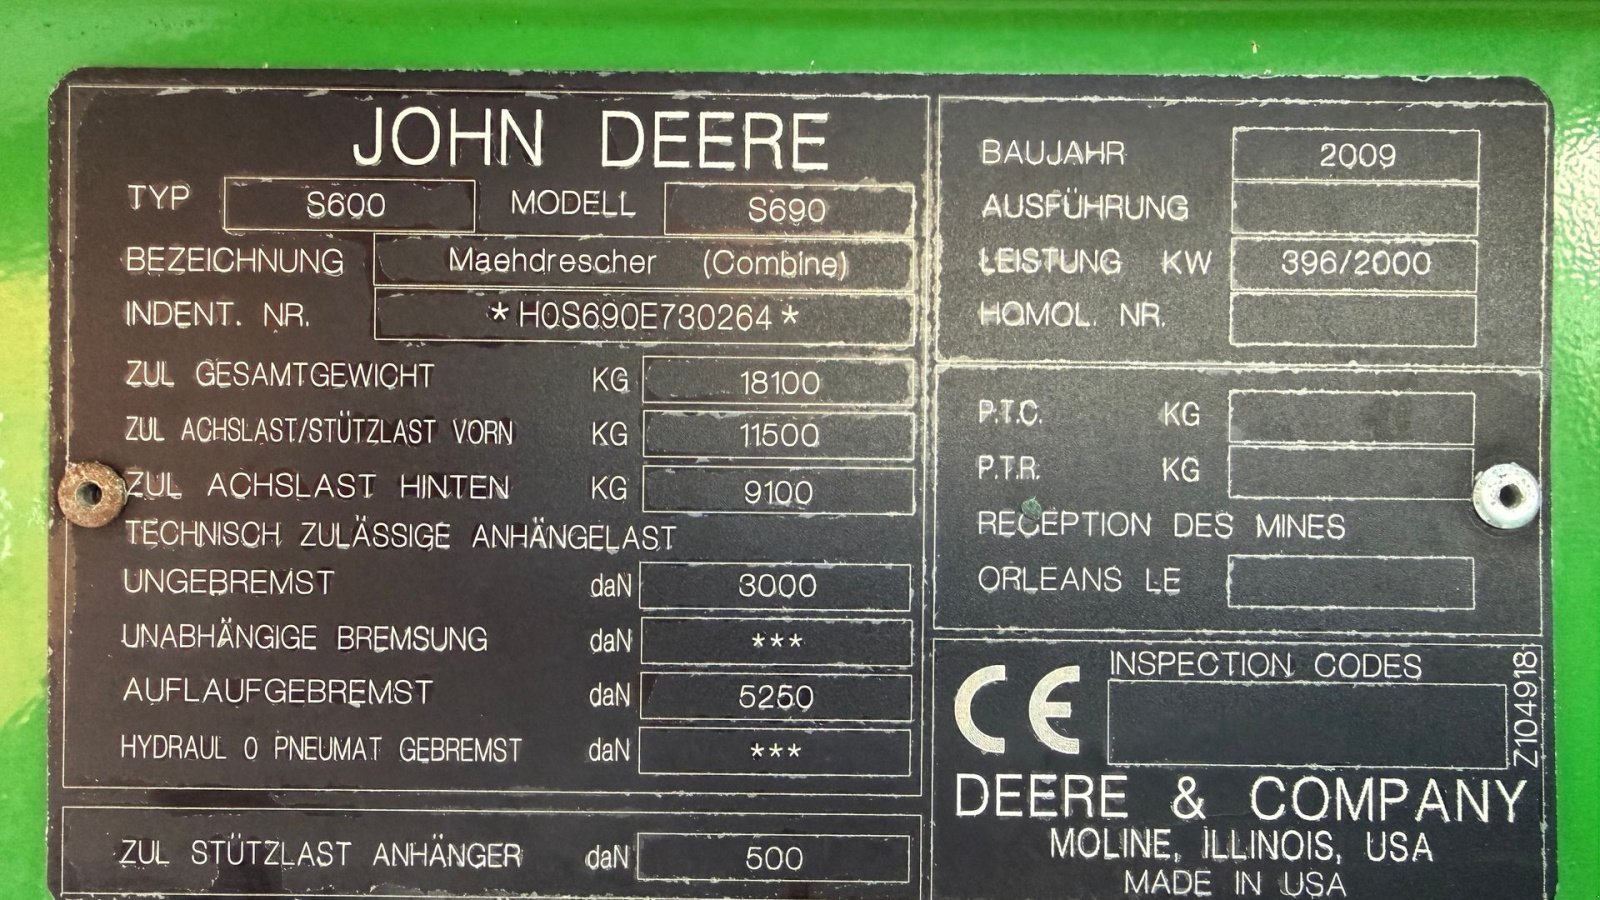 JOHN DEERE
TYP S600 MODELL S690
BEZEICHNUNG Maehdrescher (Combine)
INDENT. NR. *H0S690E730264*
ZUL GESAMTGEWICHT KG 18100
ZUL ACHSLAST/STÜTZLAST VORN KG 11500
ZUL ACHSLAST HINTEN KG 9100
TECHNISCH ZULÄSSIGE ANHÄNGELAST
UNGEBREMST daN 3000
UNABHÄNGIGE BREMSUNG daN ***
AUFLAUFGEBREMST daN 5250
HYDRAUL O PNEUMAT GEBREMST daN ***
ZUL STÜTZLAST ANHÄNGER daN 500
BAUJAHR 2009
AUSFÜHRUNG
LEISTUNG KW 396/2000
HOMOL. NR.
P.T.C. KG
P.T.R. KG
RECEPTION DES MINES
ORLEANS LE
CE INSPECTION CODES
Z104918
DEERE & COMPANY
MOLINE, ILLINOIS, USA
MADE IN USA